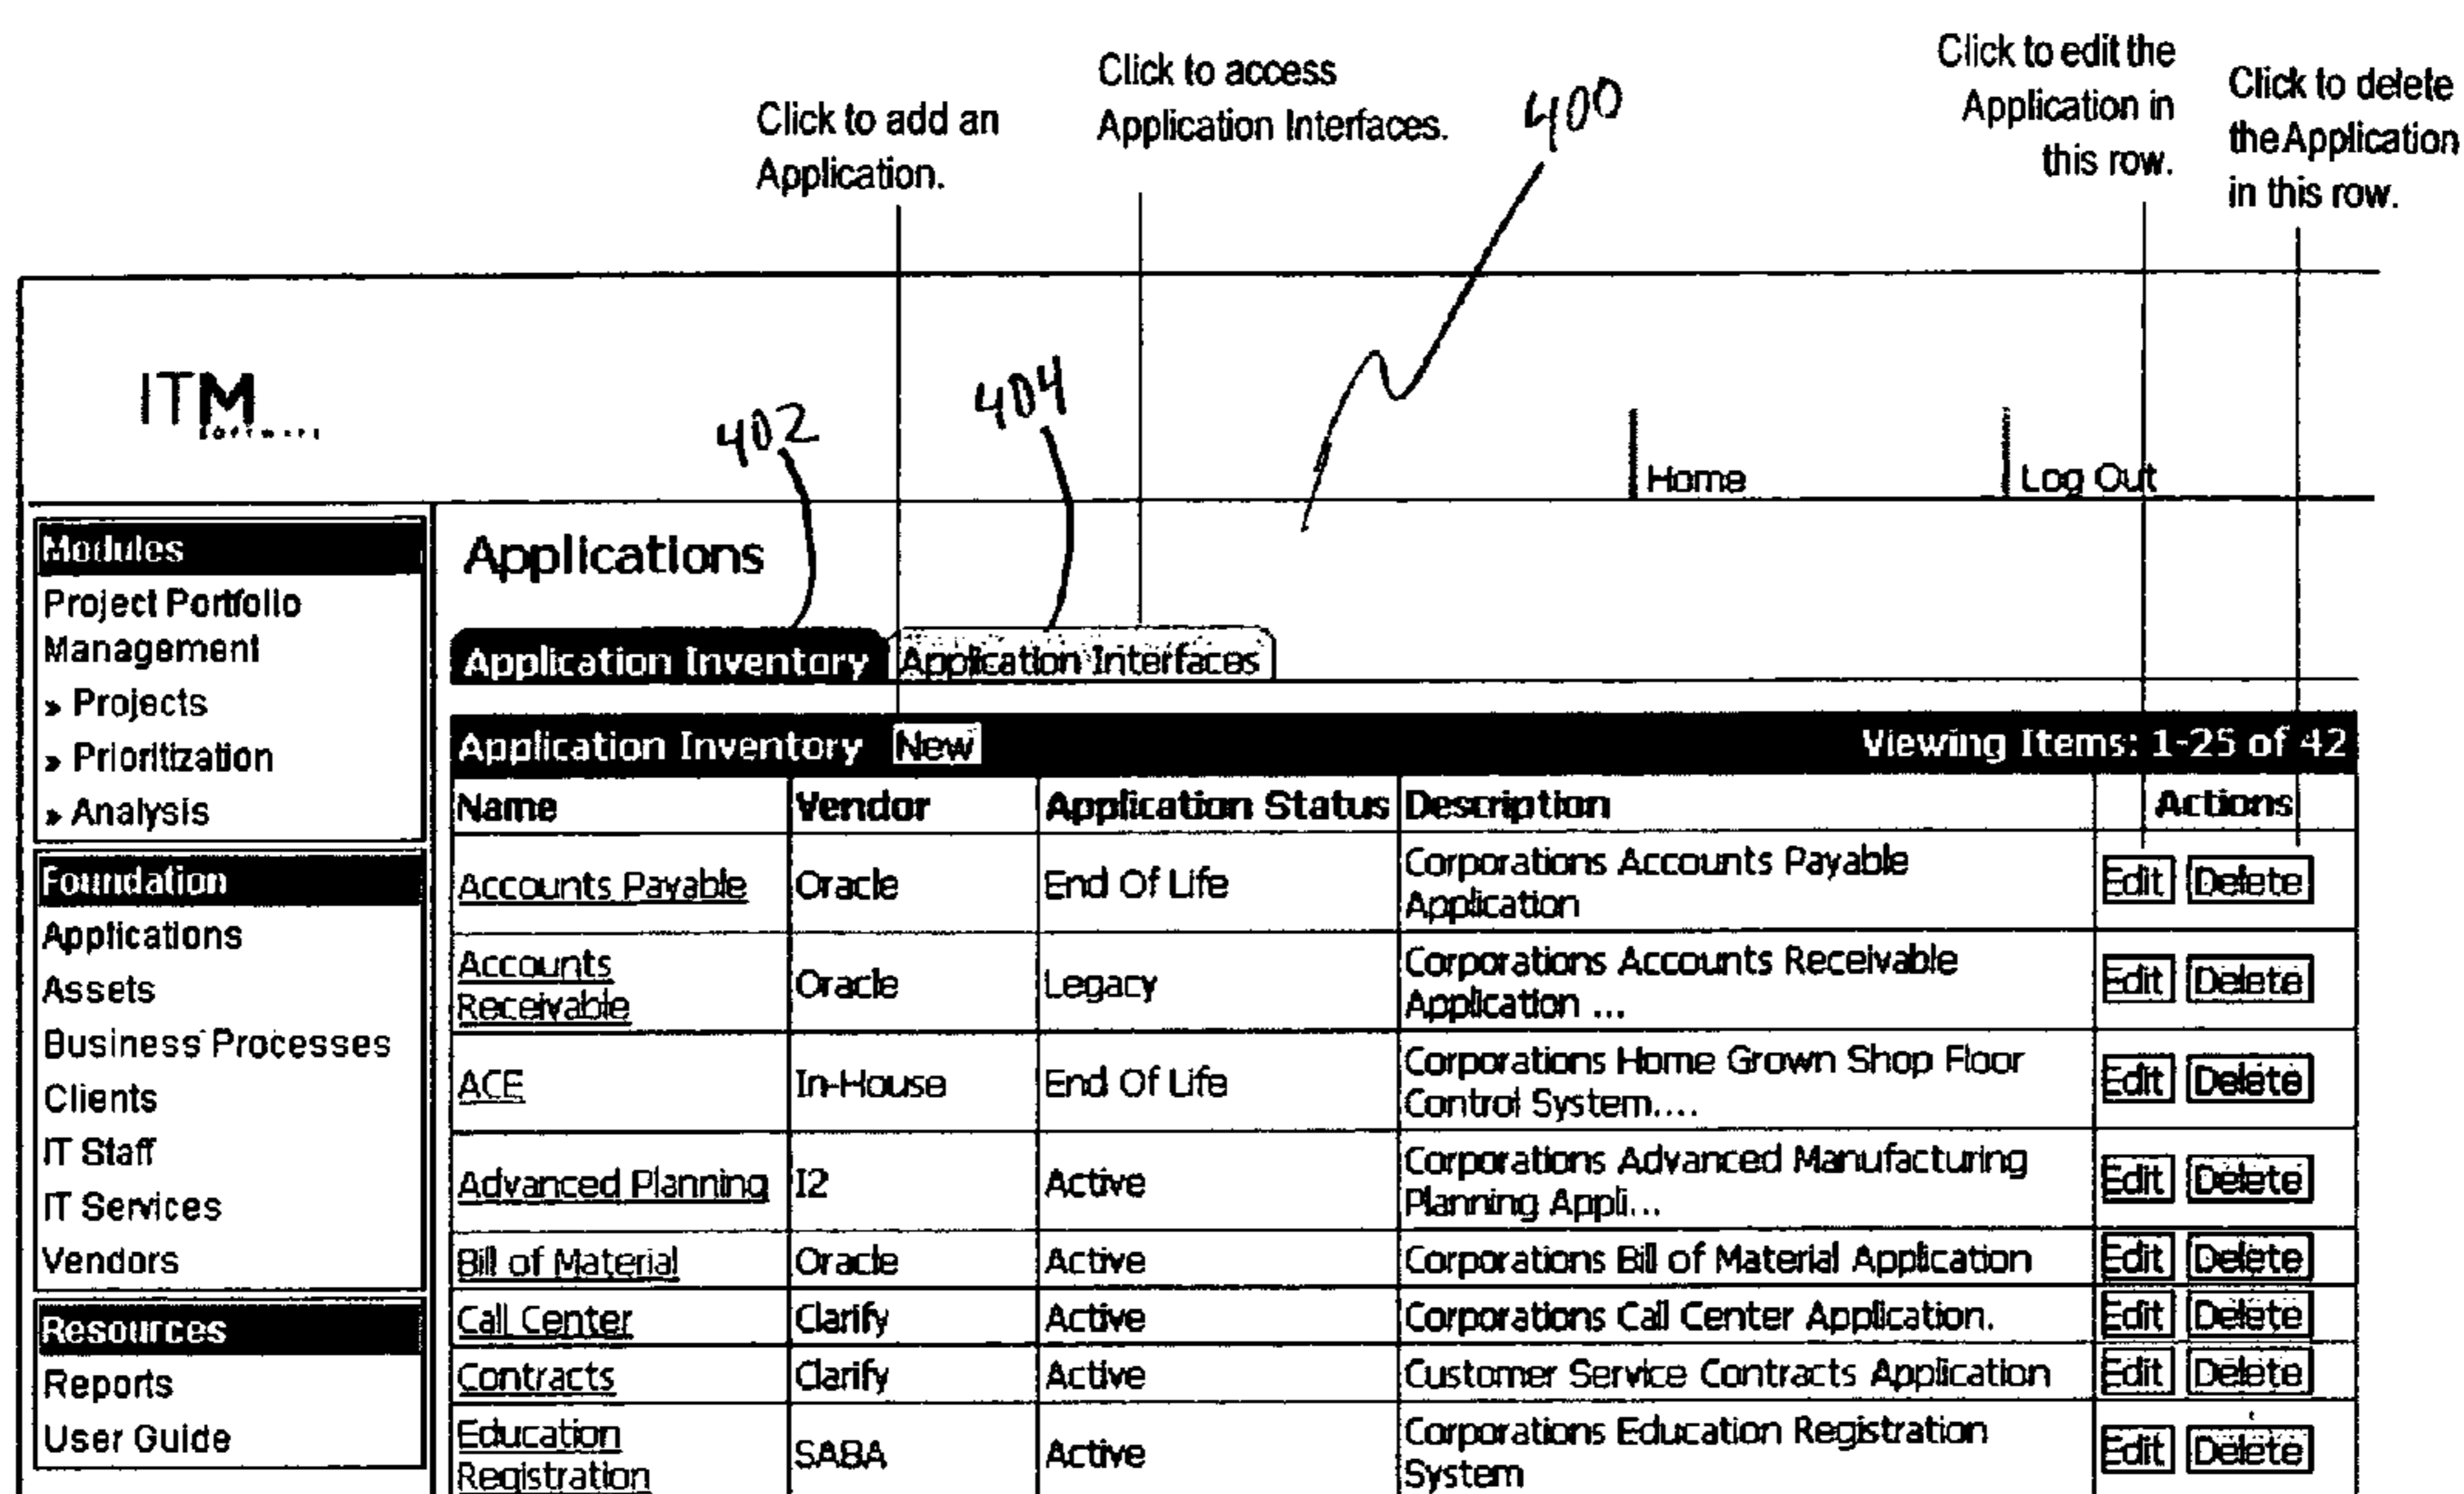 Click to add an
Application.
Click to access
Application Interfaces.
400
Click to edit the
Application in
this row.
Click to delete
the Application
in this row.
ITM
software
402
404
Home
Log Out
Modules
Project Portfolio
Management
» Projects
» Prioritization
» Analysis
Foundation
Applications
Assets
Business Processes
Clients
IT Staff
IT Services
Vendors
Resources
Reports
User Guide
Applications
Application Inventory Application Interfaces
Application Inventory New Viewing Items: 1-25 of 42
Name Vendor Application Status Description Actions
Accounts Payable Oracle End Of Life Corporations Accounts Payable
Application Edit Delete
Accounts
Receivable Oracle Legacy Corporations Accounts Receivable
Application ... Edit Delete
ACE In-House End Of Life Corporations Home Grown Shop Floor
Control System.... Edit Delete
Advanced Planning I2 Active Corporations Advanced Manufacturing
Planning Appli... Edit Delete
Bill of Material Oracle Active Corporations Bill of Material Application Edit Delete
Call Center Clarify Active Corporations Call Center Application. Edit Delete
Contracts Clarify Active Customer Service Contracts Application Edit Delete
Education
Registration SABA Active Corporations Education Registration
System Edit Delete